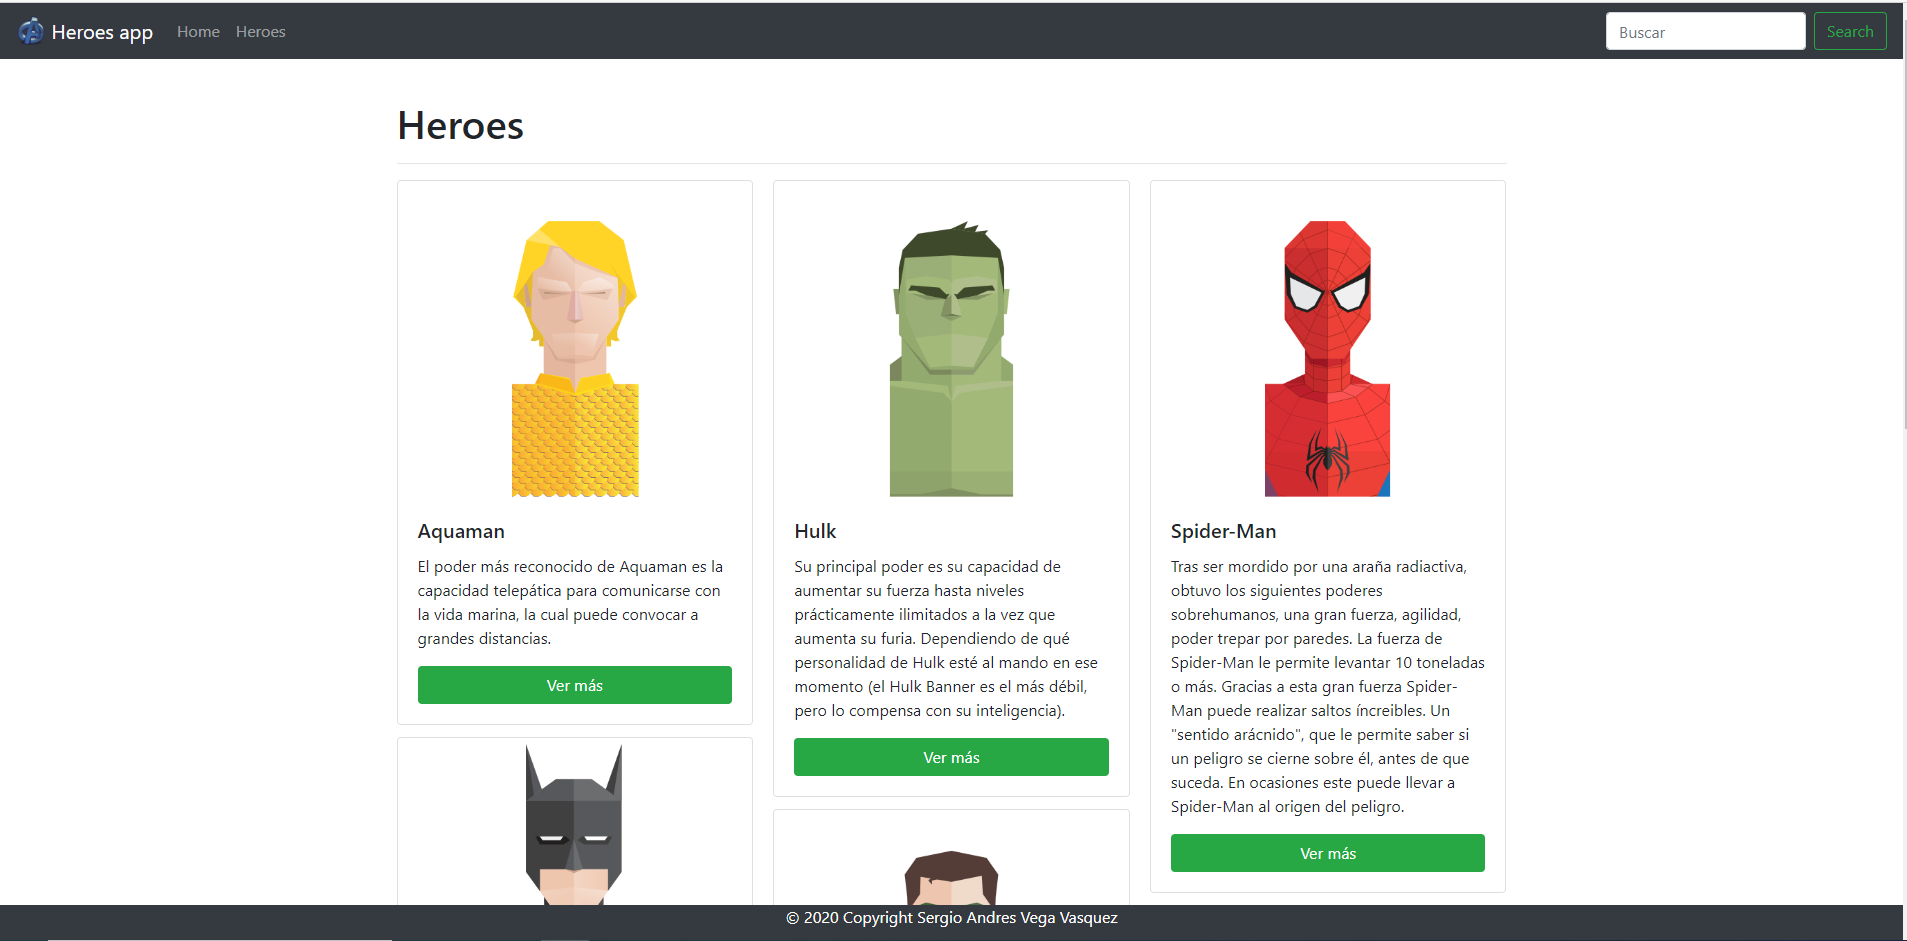 Heroes app
Home
Heroes
Buscar
Search
Heroes
Aquaman
El poder más reconocido de Aquaman es la
capacidad telepática para comunicarse con
la vida marina, la cual puede convocar a
grandes distancias.
Ver más
Hulk
Su principal poder es su capacidad de
aumentar su fuerza hasta niveles
prácticamente ilimitados a la vez que
aumenta su furia. Dependiendo de qué
personalidad de Hulk esté al mando en ese
momento (el Hulk Banner es el más débil,
pero lo compensa con su inteligencia).
Ver más
Spider-Man
Tras ser mordido por una araña radiactiva,
obtuvo los siguientes poderes
sobrehumanos, una gran fuerza, agilidad,
poder trepar por paredes. La fuerza de
Spider-Man le permite levantar 10 toneladas
o más. Gracias a esta gran fuerza Spider-
Man puede realizar saltos íncreibles. Un
"sentido arácnido", que le permite saber si
un peligro se cierne sobre él, antes de que
suceda. En ocasiones este puede llevar a
Spider-Man al origen del peligro.
Ver más
© 2020 Copyright Sergio Andres Vega Vasquez